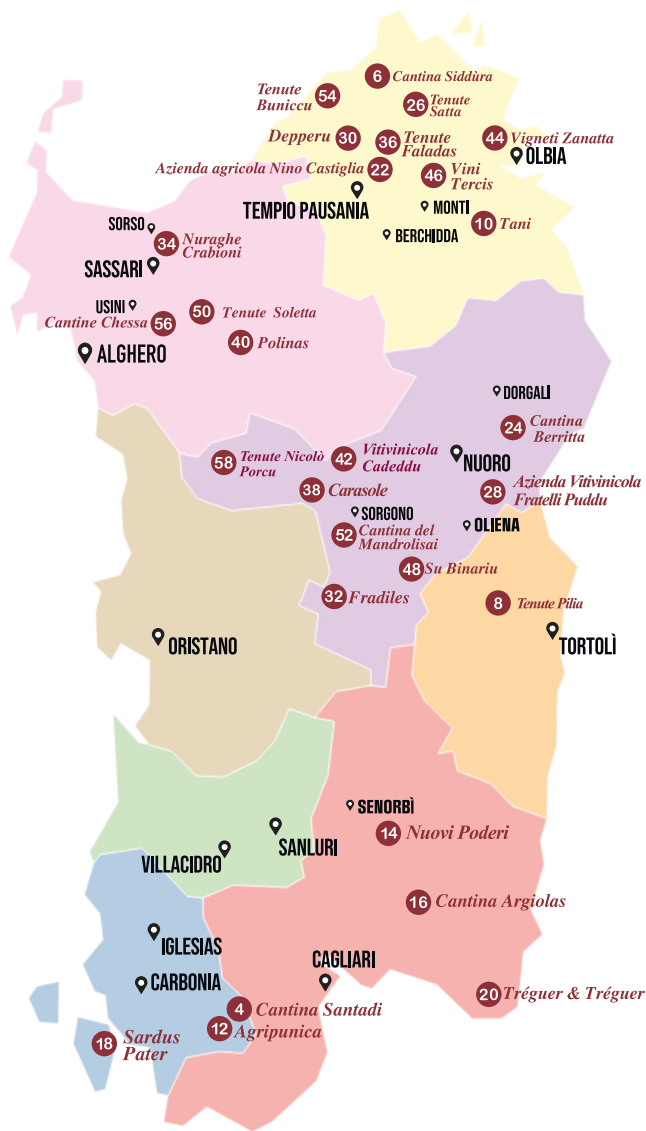 6 Cantina Siddùra
Tenute
Buniccu 54
26 Tenute
Satta
Depperu 30
36 Tenute
Faladas
44 Vigneti Zanatta
OLBIA
Azienda agricola Nino Castiglia 22
46 Vini
Tercis
TEMPIO PAUSANIA
MONTI
10 Tani
BERCHIDDA
SORSO
34 Nuraghe
Crabioni
SASSARI
USINI
50 Tenute Soletta
Cantine Chessa 56
40 Polinas
ALGHERO
DORGALI
24 Cantina
Berritta
58 Tenute Nicolò
Porcu
42 Vitivinicola
Cadeddu
NUORO
38 Carasole
28 Azienda Vitivinicola
Fratelli Puddu
SORGONO
52 Cantina del
Mandrolisai
OLIENA
48 Su Binariu
32 Fradiles
8 Tenute Pilia
ORISTANO
TORTOLÌ
SENORBÌ
14 Nuovi Poderi
SANLURI
VILLACIDRO
16 Cantina Argiolas
IGLESIAS
CAGLIARI
CARBONIA
20 Tréguer & Tréguer
4 Cantina Santadi
12 Agripunica
18 Sardus
Pater